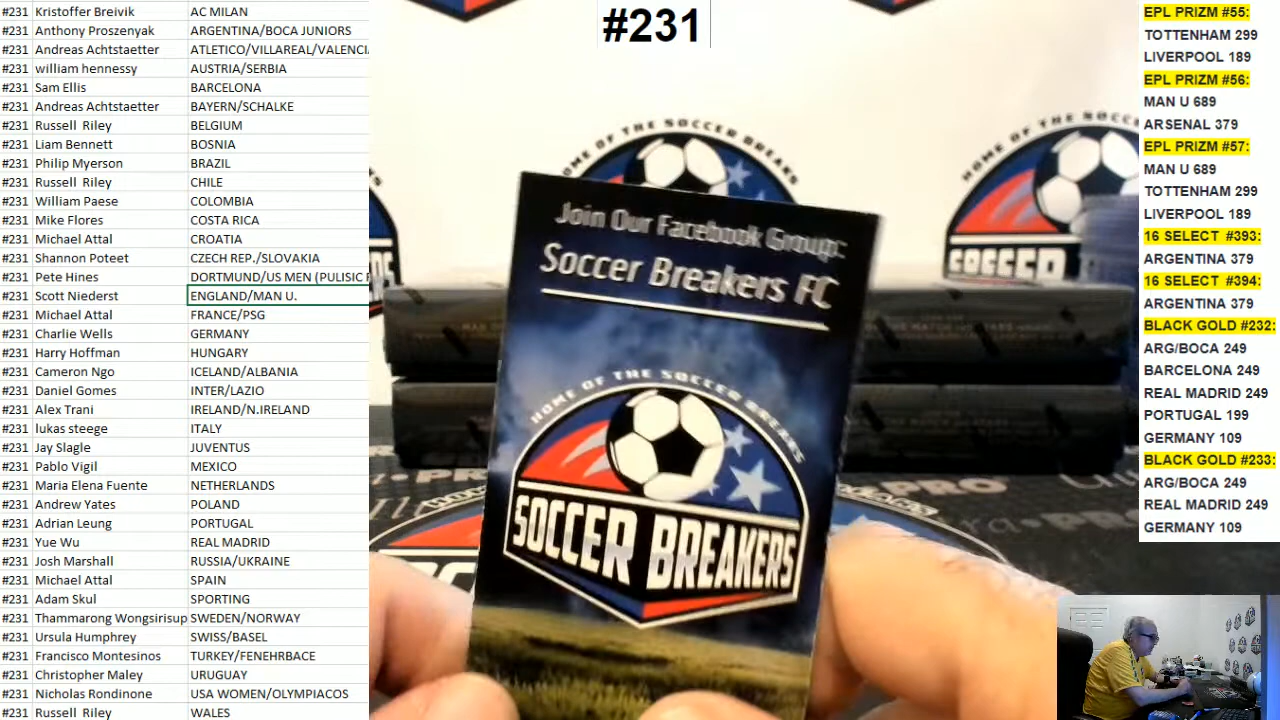 #231 Kristoffer Breivik AC MILAN
#231 Anthony Proszenyak ARGENTINA/BOCA JUNIORS
#231 Andreas Achtstaetter ATLETICO/VILLAREAL/VALENCI
#231 william hennessy AUSTRIA/SERBIA
#231 Sam Ellis BARCELONA
#231 Andreas Achtstaetter BAYERN/SCHALKE
#231 Russell Riley BELGIUM
#231 Liam Bennett BOSNIA
#231 Philip Myerson BRAZIL
#231 Russell Riley CHILE
#231 William Paese COLOMBIA
#231 Mike Flores COSTA RICA
#231 Michael Attal CROATIA
#231 Shannon Poteet CZECH REP./SLOVAKIA
#231 Pete Hines DORTMUND/US MEN (PULISIC
#231 Scott Niederst ENGLAND/MAN U.
#231 Michael Attal FRANCE/PSG
#231 Charlie Wells GERMANY
#231 Harry Hoffman HUNGARY
#231 Cameron Ngo ICELAND/ALBANIA
#231 Daniel Gomes INTER/LAZIO
#231 Alex Trani IRELAND/N.IRELAND
#231 lukas steege ITALY
#231 Jay Slagle JUVENTUS
#231 Pablo Vigil MEXICO
#231 Maria Elena Fuente NETHERLANDS
#231 Andrew Yates POLAND
#231 Adrian Leung PORTUGAL
#231 Yue Wu REAL MADRID
#231 Josh Marshall RUSSIA/UKRAINE
#231 Michael Attal SPAIN
#231 Adam Skul SPORTING
#231 Thammarong Wongsirisup SWEDEN/NORWAY
#231 Ursula Humphrey SWISS/BASEL
#231 Francisco Montesinos TURKEY/FENEHRBACE
#231 Christopher Maley URUGUAY
#231 Nicholas Rondinone USA WOMEN/OLYMPIACOS
#231 Russell Riley WALES
#231
HOME OF THE SOCCER BREAKS
SOCCER
Join Our Facebook Group:
Soccer Breakers FC
HOME OF THE SOCCER BREAKS
SOCCER BREAKERS
EPL PRIZM #55:
TOTTENHAM 299
LIVERPOOL 189
EPL PRIZM #56:
MAN U 689
ARSENAL 379
EPL PRIZM #57:
MAN U 689
TOTTENHAM 299
LIVERPOOL 189
16 SELECT #393:
ARGENTINA 379
16 SELECT #394:
ARGENTINA 379
BLACK GOLD #232:
ARG/BOCA 249
BARCELONA 249
REAL MADRID 249
PORTUGAL 199
GERMANY 109
BLACK GOLD #233:
ARG/BOCA 249
REAL MADRID 249
GERMANY 109